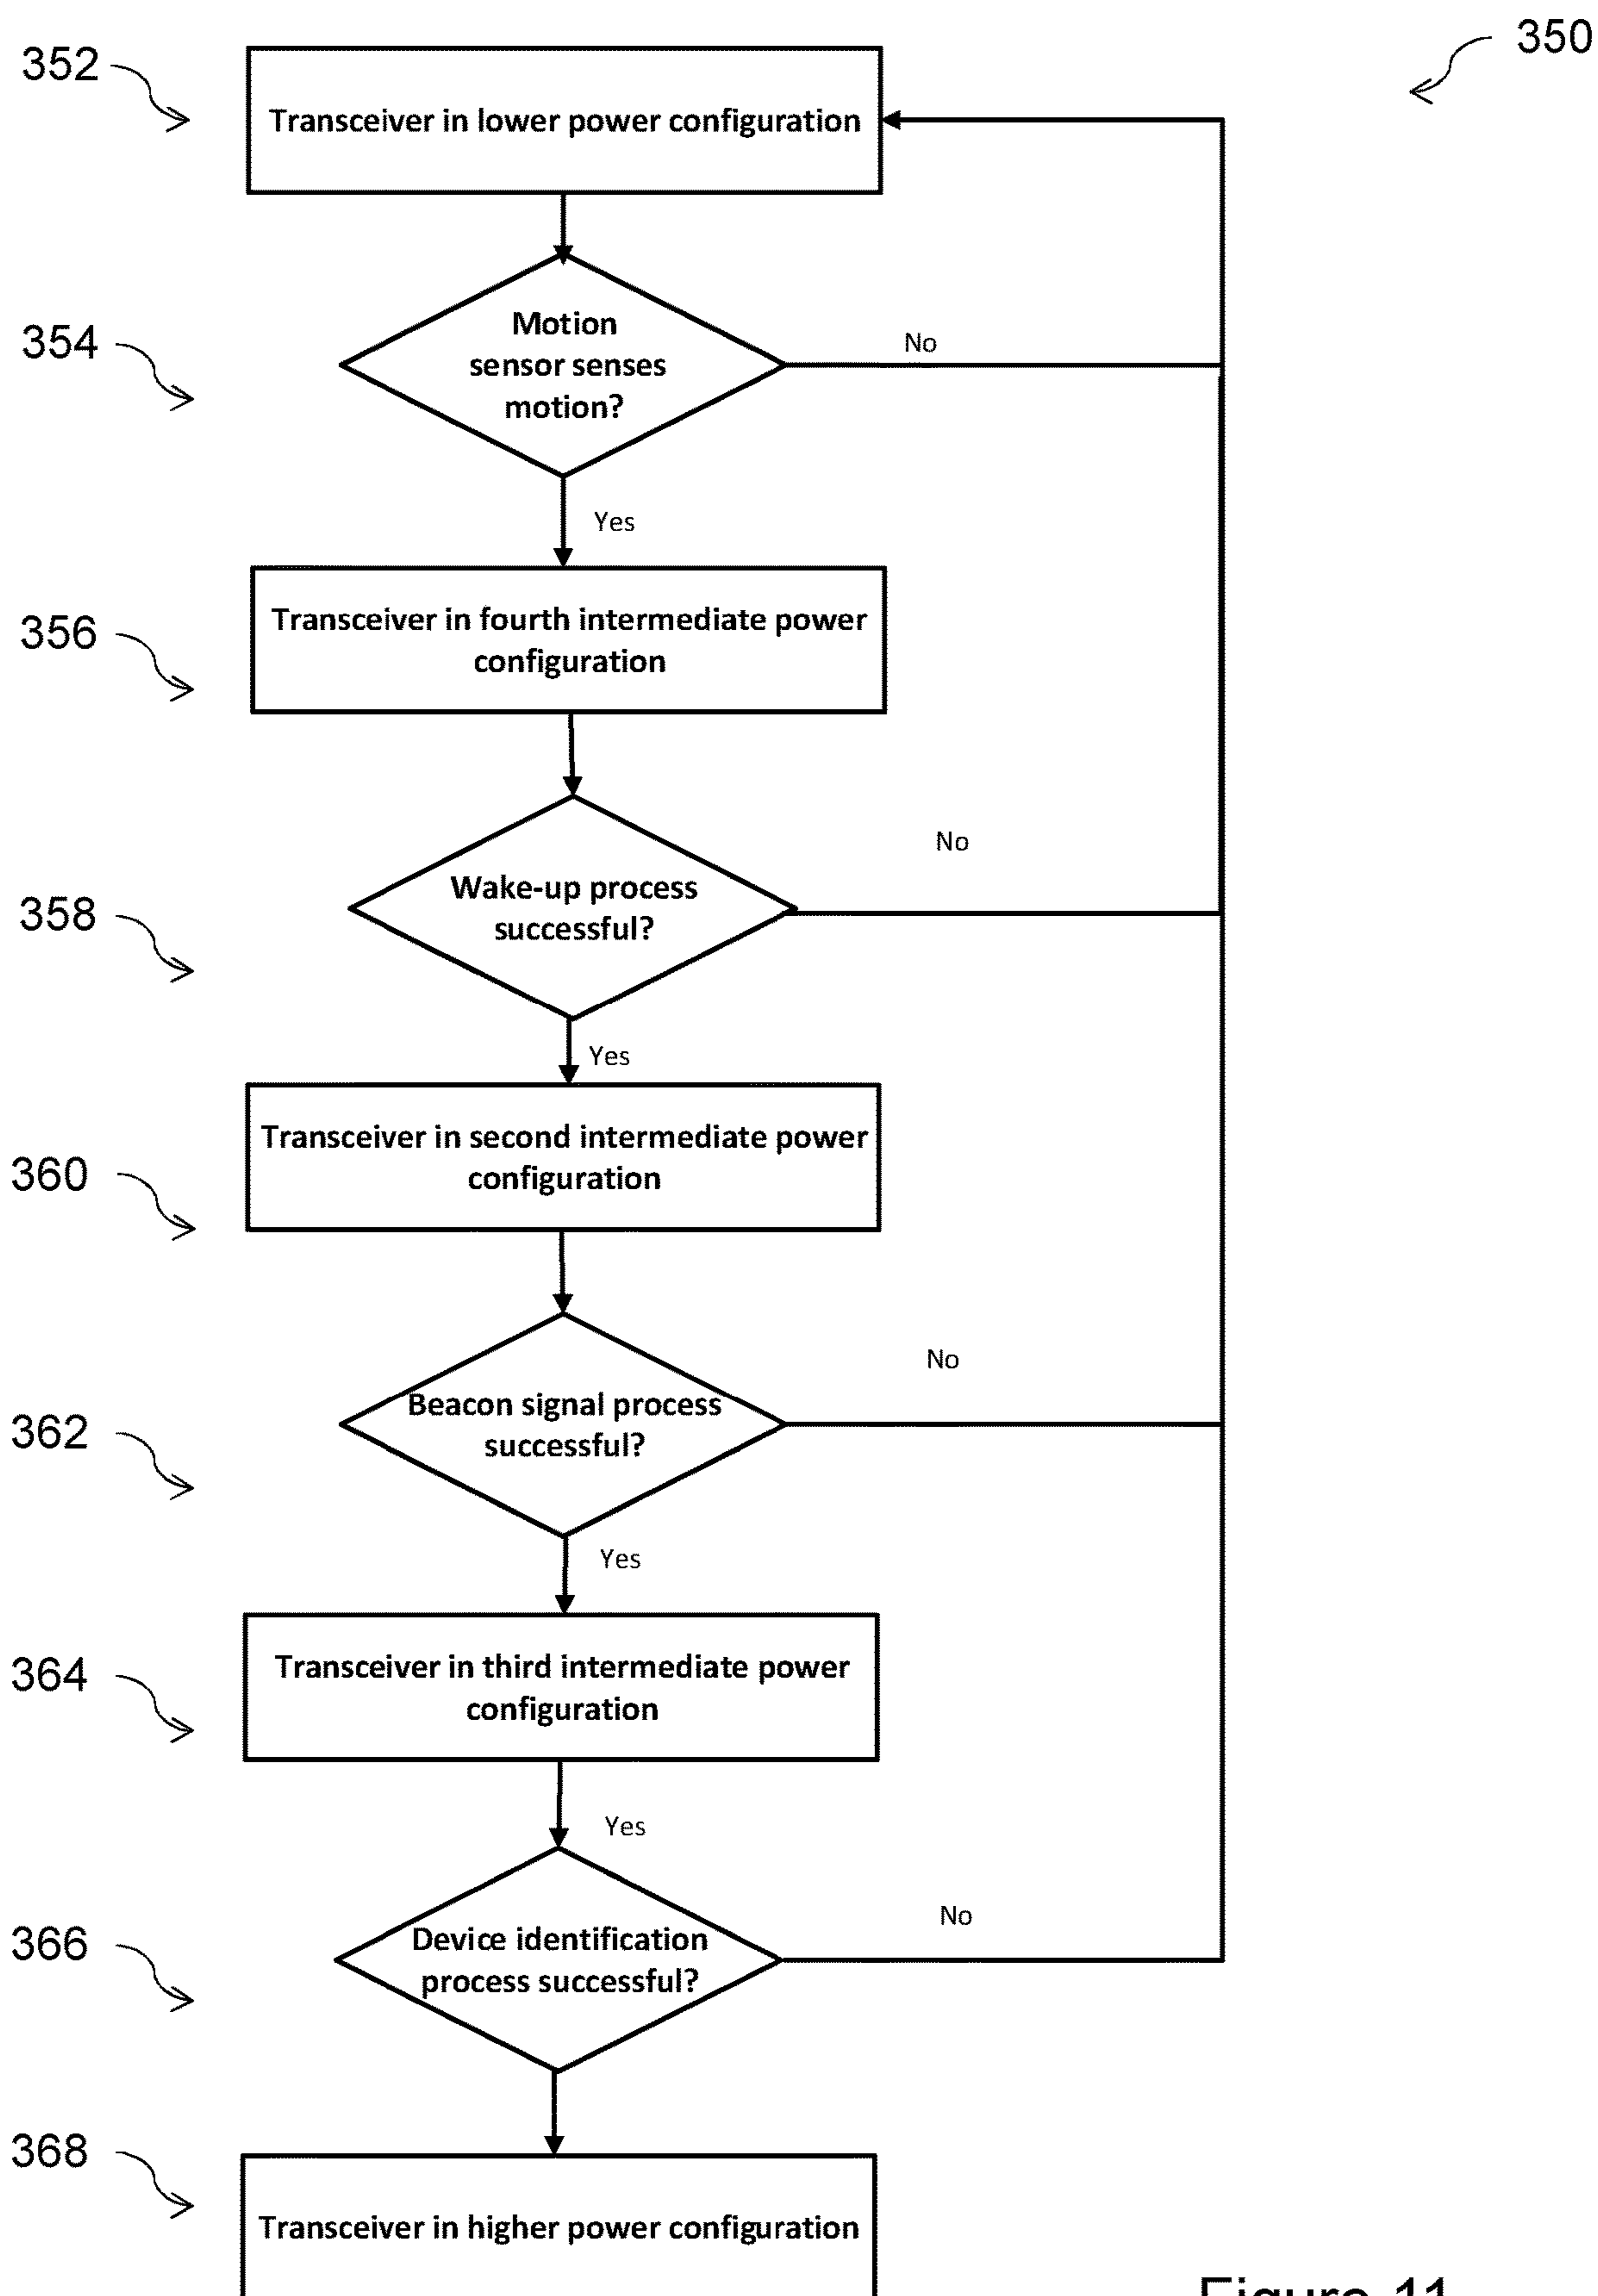 350
352
Transceiver in lower power configuration
354
Motion
sensor senses
motion?
No
Yes
356
Transceiver in fourth intermediate power
configuration
358
Wake-up process
successful?
No
Yes
360
Transceiver in second intermediate power
configuration
362
Beacon signal process
successful?
No
Yes
364
Transceiver in third intermediate power
configuration
Yes
366
Device identification
process successful?
No
368
Transceiver in higher power configuration
Figure 11